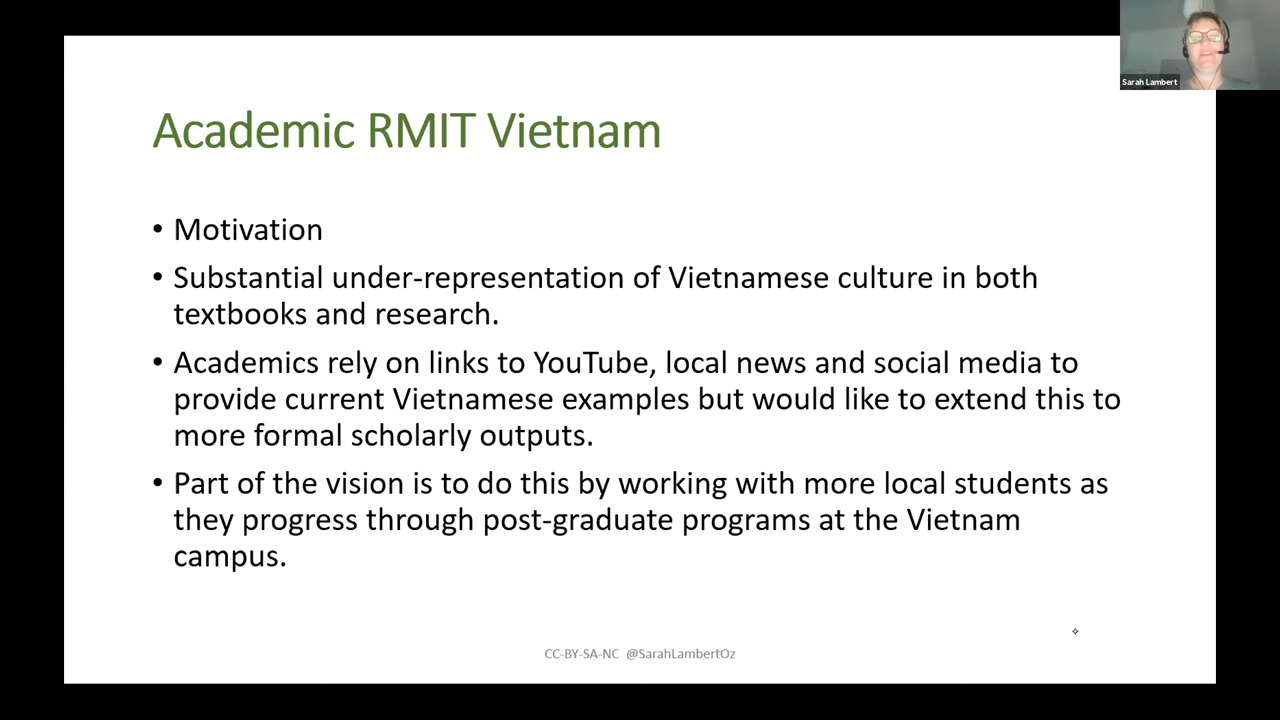 Sarah Lambert
Academic RMIT Vietnam
• Motivation
• Substantial under-representation of Vietnamese culture in both
textbooks and research.
• Academics rely on links to YouTube, local news and social media to
provide current Vietnamese examples but would like to extend this to
more formal scholarly outputs.
• Part of the vision is to do this by working with more local students as
they progress through post-graduate programs at the Vietnam
campus.
CC-BY-SA-NC @SarahLambertOz